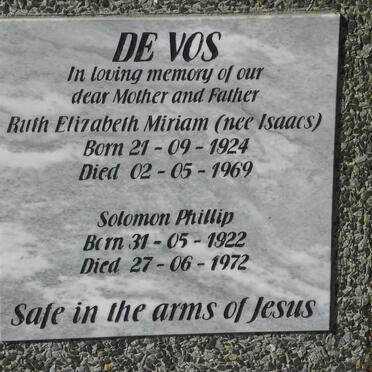 DE VOS
In loving memory of our
dear Mother and Father
Ruth Elizabeth Miriam (nee Isaacs)
Born 21 - 09 - 1924
Died 02 - 05 - 1969
Solomon Phillip
Born 31 - 05 - 1922
Died 27 - 06 - 1972
Safe in the arms of Jesus